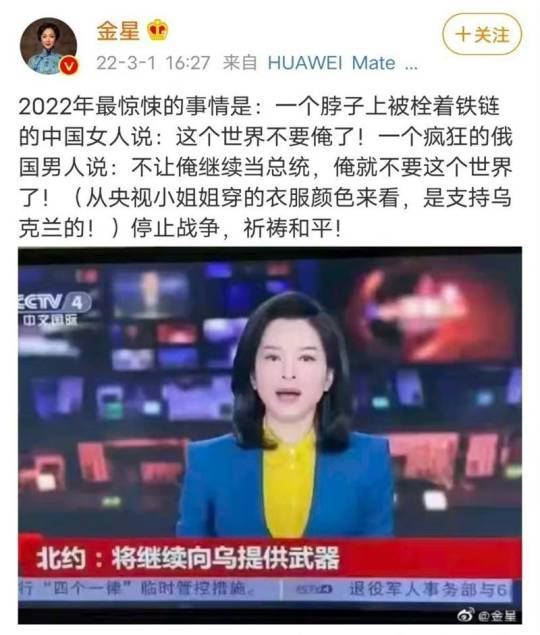 金星
+关注
22-3-1 16:27 来自 HUAWEI Mate ...
2022年最惊悚的事情是：一个脖子上被栓着铁链
的中国女人说：这个世界不要俺了！一个疯狂的俄
国男人说：不让俺继续当总统，俺就不要这个世界
了！（从央视小姐姐穿的衣服颜色来看，是支持乌
克兰的！）停止战争，祈祷和平！
CCTV 4
中文国际
北约：将继续向乌提供武器
行“四个一律”临时管控措施。 退役军人事务部与6
@金星